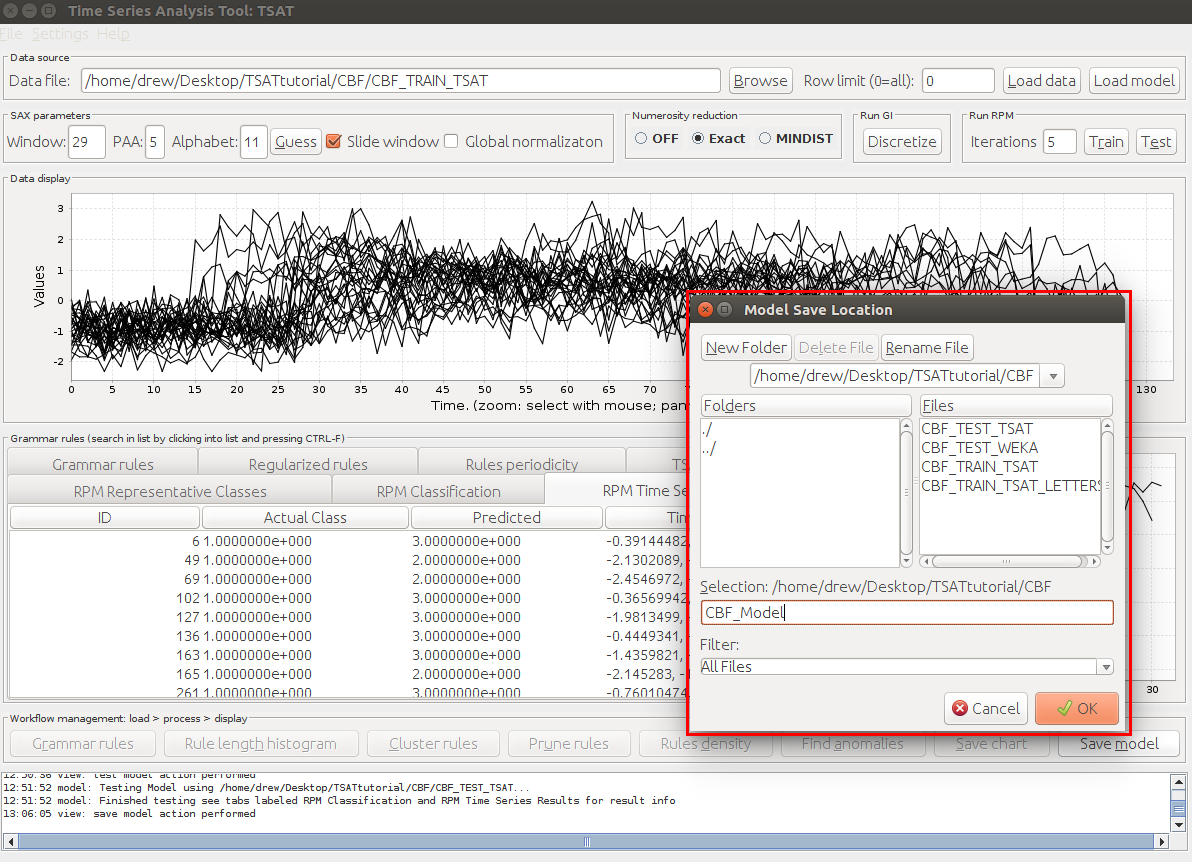 Time Series Analysis Tool: TSAT
File Settings Help
Data source
Data file: /home/drew/Desktop/TSATtutorial/CBF/CBF_TRAIN_TSAT Browse Row limit (0=all): 0 Load data Load model
SAX parameters Numerosity reduction Run GI Run RPM
Window: 29 PAA: 5 Alphabet: 11 Guess Slide window Global normalizaton OFF Exact MINDIST Discretize Iterations 5 Train Test
Data display
Values
3
2
1
0
-1
-2
0 5 10 15 20 25 30 35 40 45 50 55 60 65 70 130
Time. (zoom: select with mouse; pan
Model Save Location
New Folder Delete File Rename File
/home/drew/Desktop/TSATtutorial/CBF
Folders Files
./ CBF_TEST_TSAT
../ CBF_TEST_WEKA
CBF_TRAIN_TSAT
CBF_TRAIN_TSAT_LETTERS
Selection: /home/drew/Desktop/TSATtutorial/CBF
CBF_Model
Filter:
All Files
Cancel OK
Grammar rules (search in list by clicking into list and pressing CTRL-F)
Grammar rules Regularized rules Rules periodicity TS
RPM Representative Classes RPM Classification RPM Time Se
ID Actual Class Predicted Tin
6 1.0000000e+000 3.0000000e+000 -0.39144482
49 1.0000000e+000 2.0000000e+000 -2.1302089,
69 1.0000000e+000 2.0000000e+000 -2.4546972,
102 1.0000000e+000 3.0000000e+000 -0.36569942
127 1.0000000e+000 3.0000000e+000 -1.9813499,
136 1.0000000e+000 3.0000000e+000 -0.4449341,
163 1.0000000e+000 3.0000000e+000 -1.4359821,
165 1.0000000e+000 2.0000000e+000 -2.145283, -
261 1.0000000e+000 3.0000000e+000 -0.76010474
30
Workflow management: load > process > display
Grammar rules Rule length histogram Cluster rules Prune rules Rules density Find anomalies Save chart Save model
12:50:36 view: test model action performed
12:51:52 model: Testing Model using /home/drew/Desktop/TSATtutorial/CBF/CBF_TEST_TSAT...
12:51:52 model: Finished testing see tabs labeled RPM Classification and RPM Time Series Results for result info
13:06:05 view: save model action performed